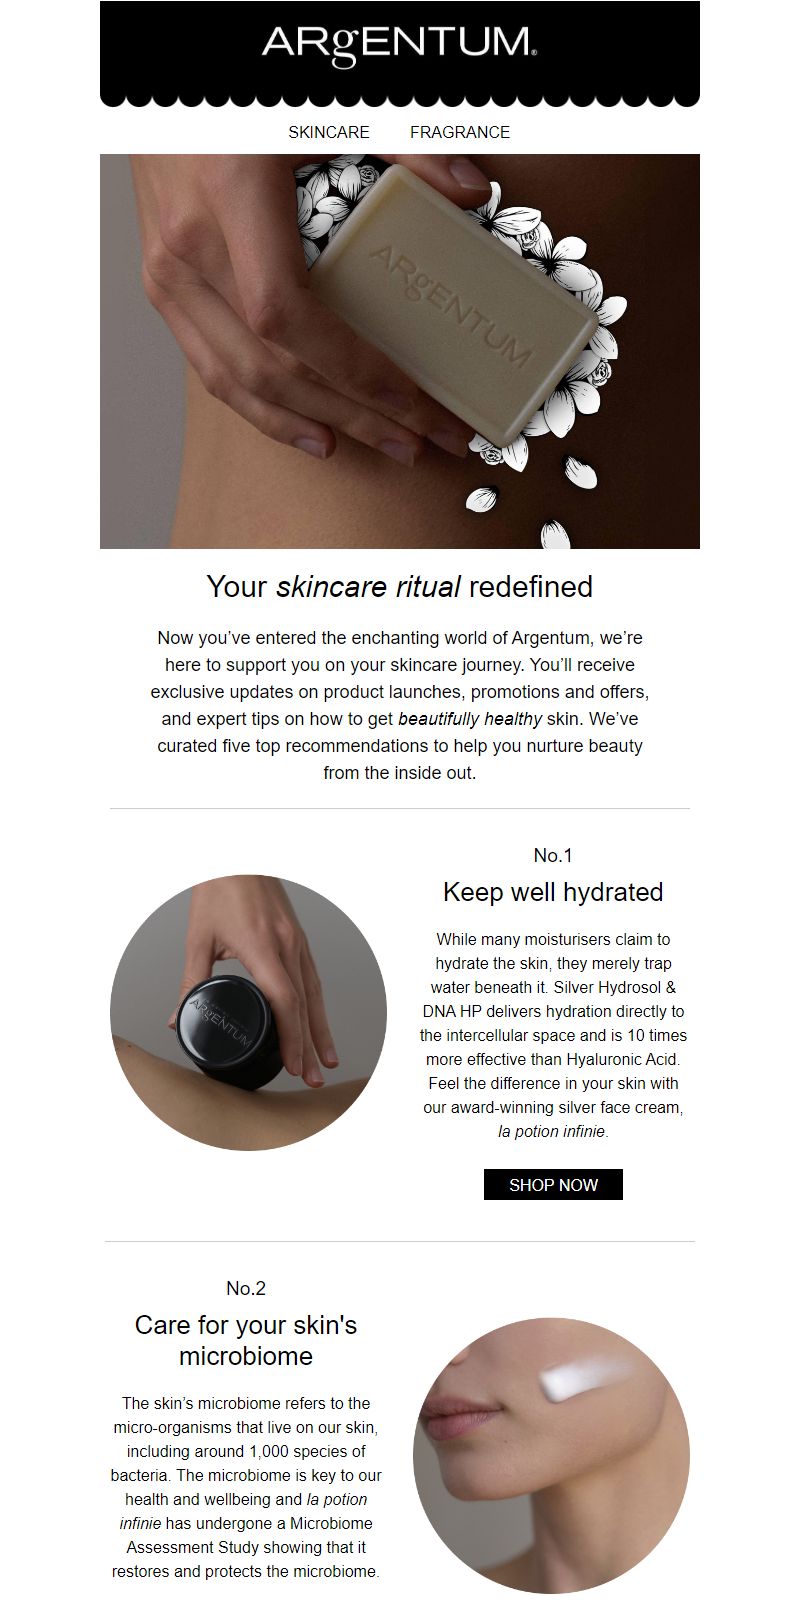 ARgENTUM®
SKINCARE FRAGRANCE
ARgENTUM
Your skincare ritual redefined
Now you’ve entered the enchanting world of Argentum, we’re
here to support you on your skincare journey. You’ll receive
exclusive updates on product launches, promotions and offers,
and expert tips on how to get beautifully healthy skin. We’ve
curated five top recommendations to help you nurture beauty
from the inside out.
No.1
Keep well hydrated
While many moisturisers claim to
hydrate the skin, they merely trap
water beneath it. Silver Hydrosol &
DNA HP delivers hydration directly to
the intercellular space and is 10 times
more effective than Hyaluronic Acid.
Feel the difference in your skin with
our award-winning silver face cream,
la potion infinie.
SHOP NOW
ARgENTUM
No.2
Care for your skin's
microbiome
The skin’s microbiome refers to the
micro-organisms that live on our skin,
including around 1,000 species of
bacteria. The microbiome is key to our
health and wellbeing and la potion
infinie has undergone a Microbiome
Assessment Study showing that it
restores and protects the microbiome.